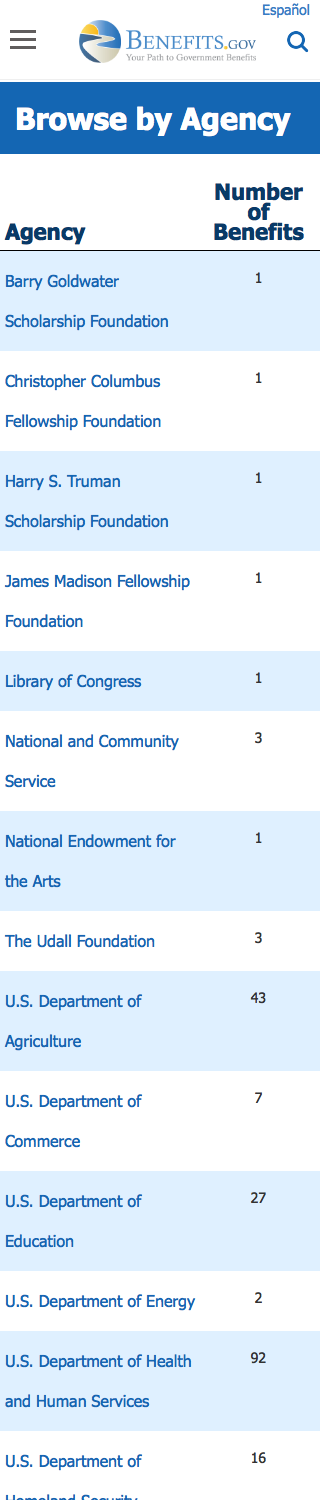 Español
BENEFITS.GOV
Your Path to Government Benefits
Browse by Agency
Number
of
Agency Benefits
Barry Goldwater 1
Scholarship Foundation
Christopher Columbus 1
Fellowship Foundation
Harry S. Truman 1
Scholarship Foundation
James Madison Fellowship 1
Foundation
Library of Congress 1
National and Community 3
Service
National Endowment for 1
the Arts
The Udall Foundation 3
U.S. Department of 43
Agriculture
U.S. Department of 7
Commerce
U.S. Department of 27
Education
U.S. Department of Energy 2
U.S. Department of Health 92
and Human Services
U.S. Department of 16
Homeland Security